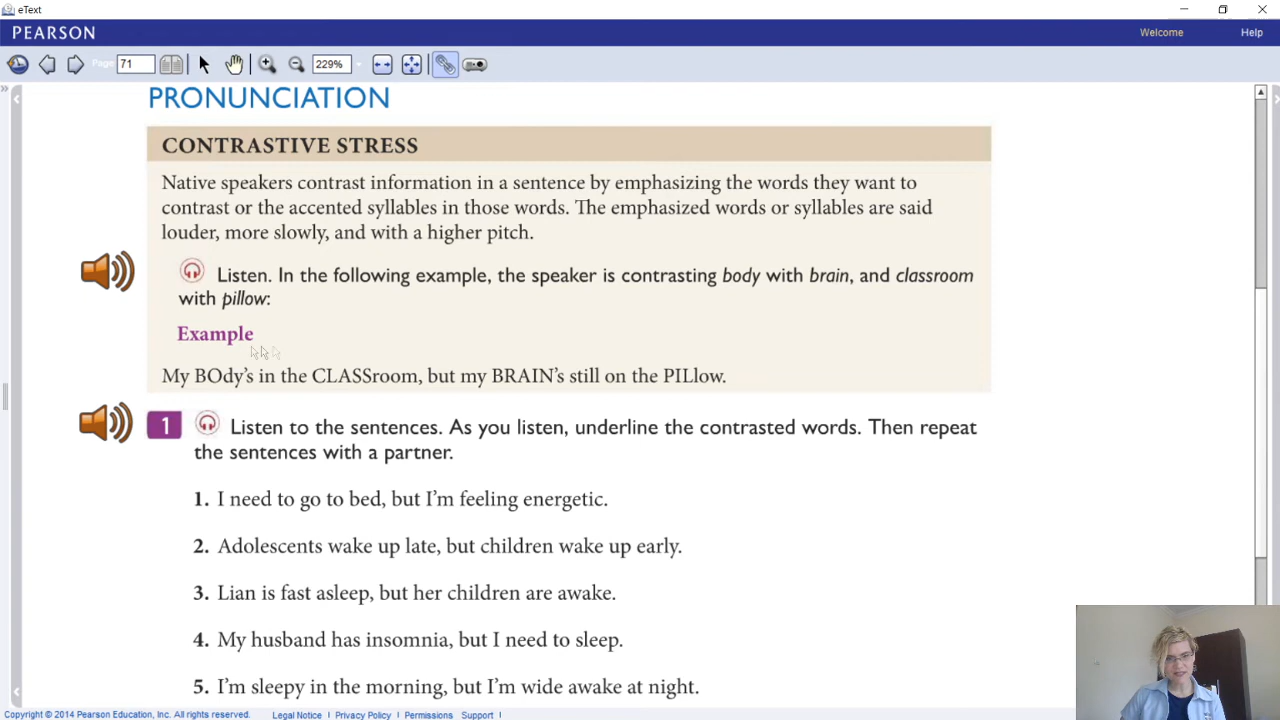 eText
PEARSON
Welcome Help
Page 71 229%
PRONUNCIATION
CONTRASTIVE STRESS
Native speakers contrast information in a sentence by emphasizing the words they want to
contrast or the accented syllables in those words. The emphasized words or syllables are said
louder, more slowly, and with a higher pitch.
Listen. In the following example, the speaker is contrasting body with brain, and classroom
with pillow:
Example
My BOdy's in the CLASSroom, but my BRAIN's still on the PILlow.
1 Listen to the sentences. As you listen, underline the contrasted words. Then repeat
the sentences with a partner.
1. I need to go to bed, but I'm feeling energetic.
2. Adolescents wake up late, but children wake up early.
3. Lian is fast asleep, but her children are awake.
4. My husband has insomnia, but I need to sleep.
5. I'm sleepy in the morning, but I'm wide awake at night.
Copyright © 2014 Pearson Education, Inc. All rights reserved. Legal Notice | Privacy Policy | Permissions Support |